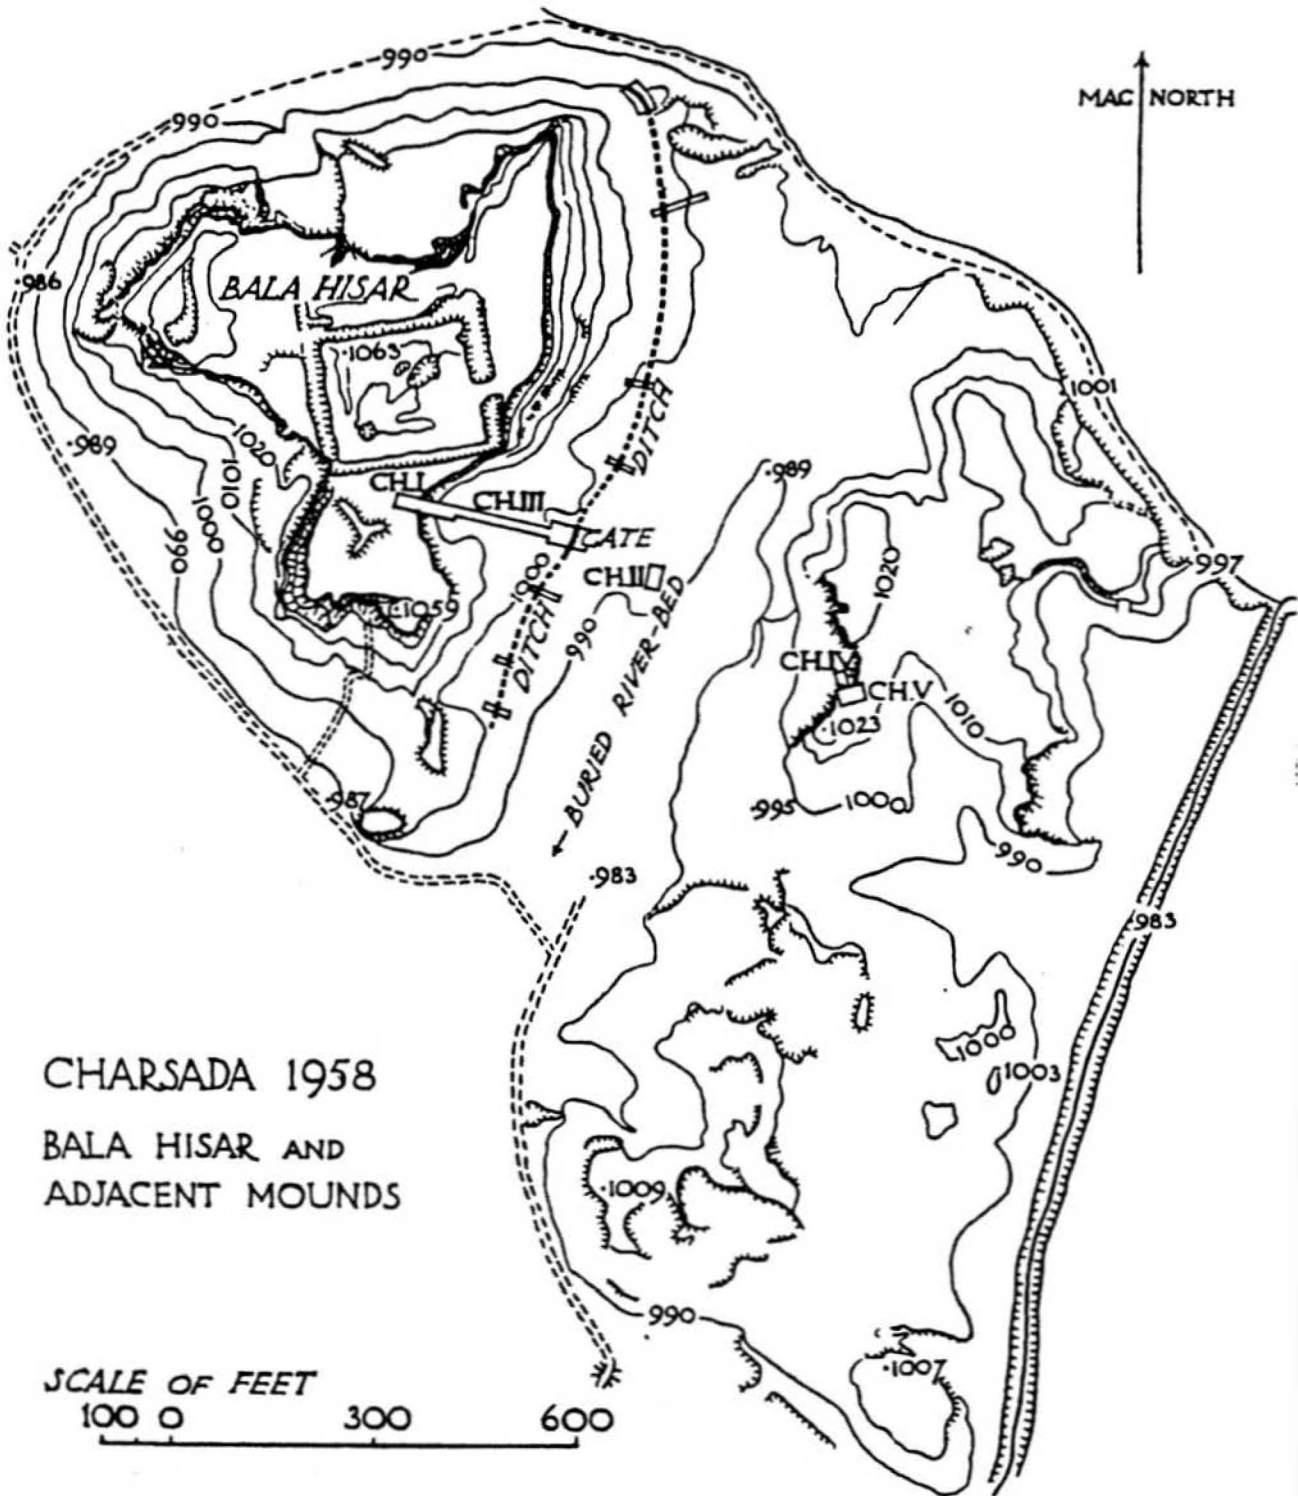 990
MAG NORTH
990
.986
BALA HISAR
.1063
1001
.989
1020
1010
1000
990
DITCH
.989
CH.I
CH.III
GATE
1020
.997
CH.II
1000
.1059
DITCH
990
BURIED RIVER-BED
CH.IV
CH.V
.1023
1010
.987
.995
1000
990
.983
.983
1000
.1003
CHARSADA 1958
BALA HISAR AND
ADJACENT MOUNDS
.1009
990
.1007
SCALE OF FEET
100 0 300 600